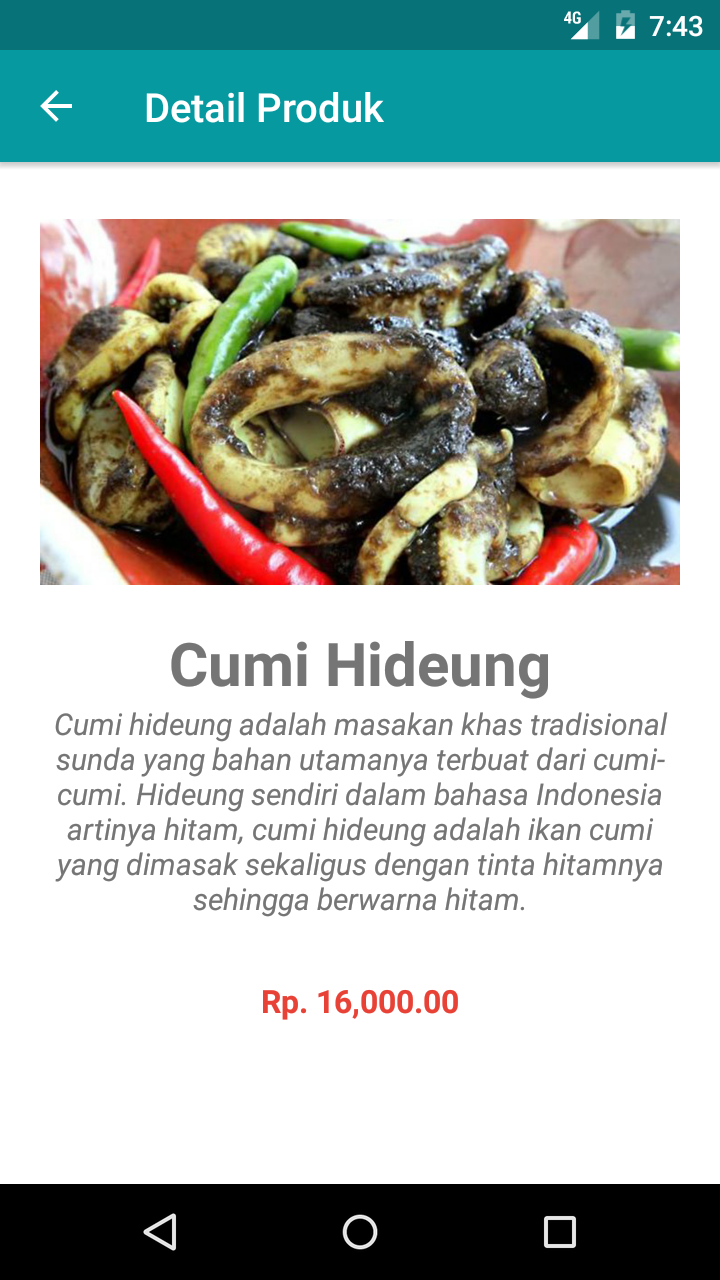 4G 7:43
Detail Produk
Cumi Hideung
Cumi hideung adalah masakan khas tradisional
sunda yang bahan utamanya terbuat dari cumi-
cumi. Hideung sendiri dalam bahasa Indonesia
artinya hitam, cumi hideung adalah ikan cumi
yang dimasak sekaligus dengan tinta hitamnya
sehingga berwarna hitam.
Rp. 16,000.00